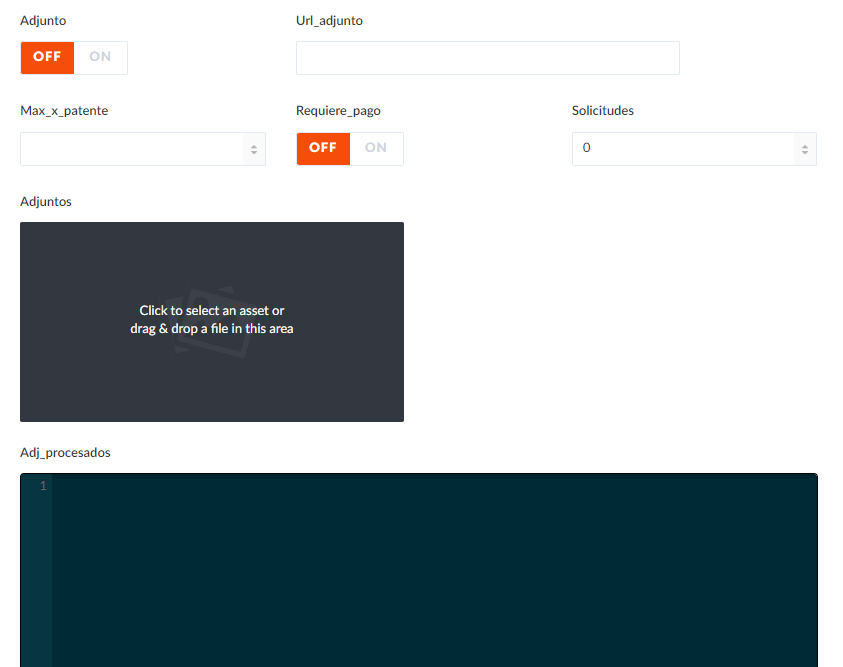 Adjunto
Url_adjunto
OFF ON
Max_x_patente
Requiere_pago
Solicitudes
OFF ON
0
Adjuntos
Click to select an asset or
drag & drop a file in this area
Adj_procesados
1